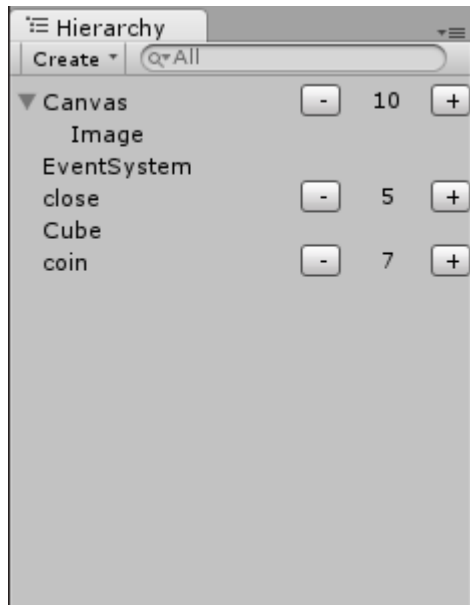 Hierarchy
Create All
Canvas - 10 +
Image
EventSystem
close - 5 +
Cube
coin - 7 +